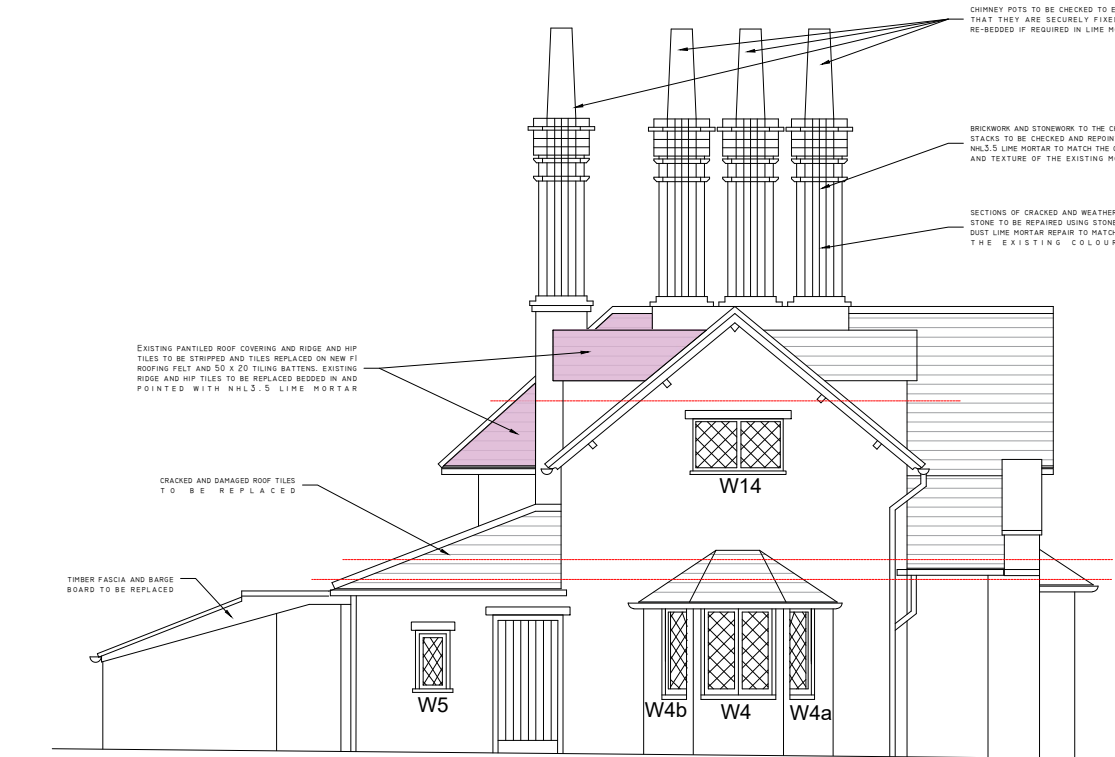 CHIMNEY POTS TO BE CHECKED TO E
THAT THEY ARE SECURELY FIXE
RE-BEDDED IF REQUIRED IN LIME M
BRICKWORK AND STONEWORK TO THE C
STACKS TO BE CHECKED AND REPOIN
NHL3.5 LIME MORTAR TO MATCH THE
AND TEXTURE OF THE EXISTING M
SECTIONS OF CRACKED AND WEATHER
STONE TO BE REPAIRED USING STONE
DUST LIME MORTAR REPAIR TO MATCH
THE EXISTING COLOUR
EXISTING PANTILED ROOF COVERING AND RIDGE AND HIP
TILES TO BE STRIPPED AND TILES REPLACED ON NEW F1
ROOFING FELT AND 50 X 20 TILING BATTENS. EXISTING
RIDGE AND HIP TILES TO BE REPLACED BEDDED IN AND
POINTED WITH NHL3.5 LIME MORTAR
CRACKED AND DAMAGED ROOF TILES
TO BE REPLACED
TIMBER FASCIA AND BARGE
BOARD TO BE REPLACED
W14
W5
W4b
W4
W4a